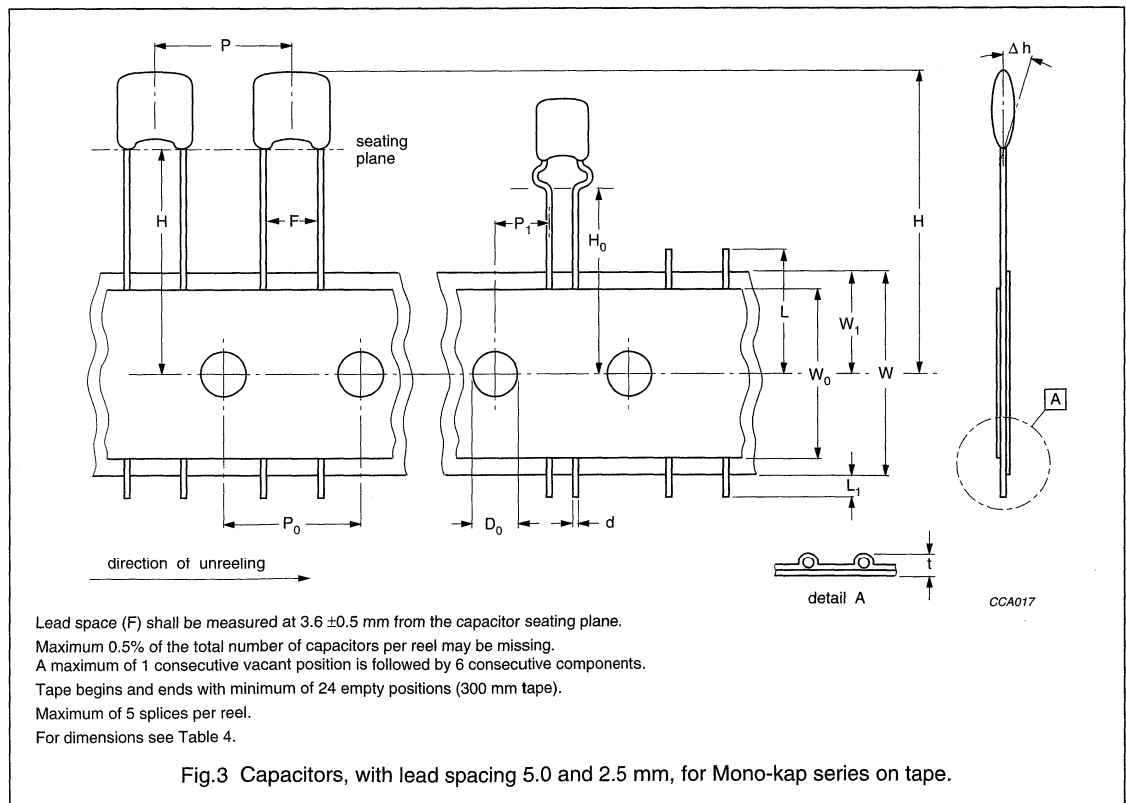 P
Δ h
seating
plane
H
F
P1
H0
H
L
W1
W0
W
A
L1
P0
D0
d
direction of unreeling
t
detail A
CCA017
Lead space (F) shall be measured at 3.6 ±0.5 mm from the capacitor seating plane.
Maximum 0.5% of the total number of capacitors per reel may be missing.
A maximum of 1 consecutive vacant position is followed by 6 consecutive components.
Tape begins and ends with minimum of 24 empty positions (300 mm tape).
Maximum of 5 splices per reel.
For dimensions see Table 4.
Fig.3 Capacitors, with lead spacing 5.0 and 2.5 mm, for Mono-kap series on tape.